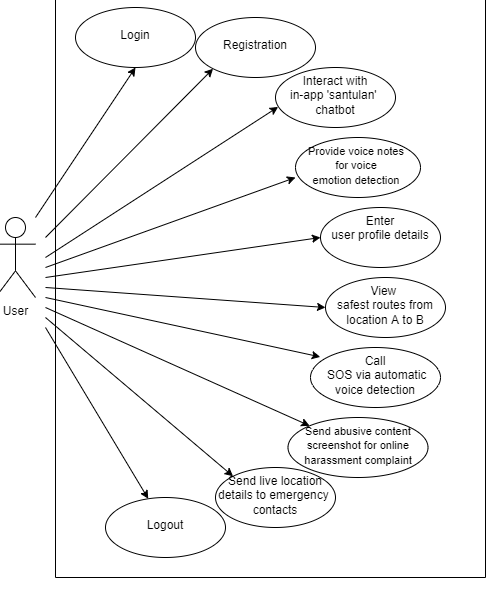 Login
Registration
Interact with
in-app 'santulan'
chatbot
Provide voice notes
for voice
emotion detection
Enter
user profile details
User
View
safest routes from
location A to B
Call
SOS via automatic
voice detection
Send abusive content
screenshot for online
harassment complaint
Send live location
details to emergency
contacts
Logout